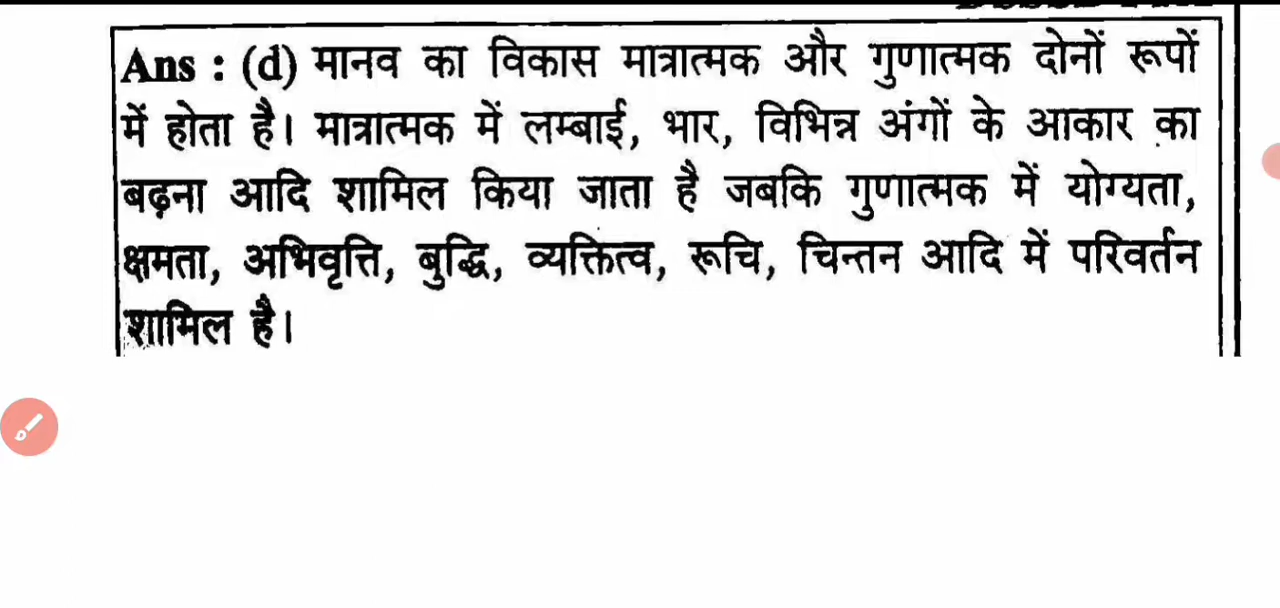 Ans : (d) मानव का विकास मात्रात्मक और गुणात्मक दोनों रूपों
में होता है। मात्रात्मक में लम्बाई, भार, विभिन्न अंगों के आकार का
बढ़ना आदि शामिल किया जाता है जबकि गुणात्मक में योग्यता,
क्षमता, अभिवृत्ति, बुद्धि, व्यक्तित्व, रूचि, चिन्तन आदि में परिवर्तन
शामिल है।